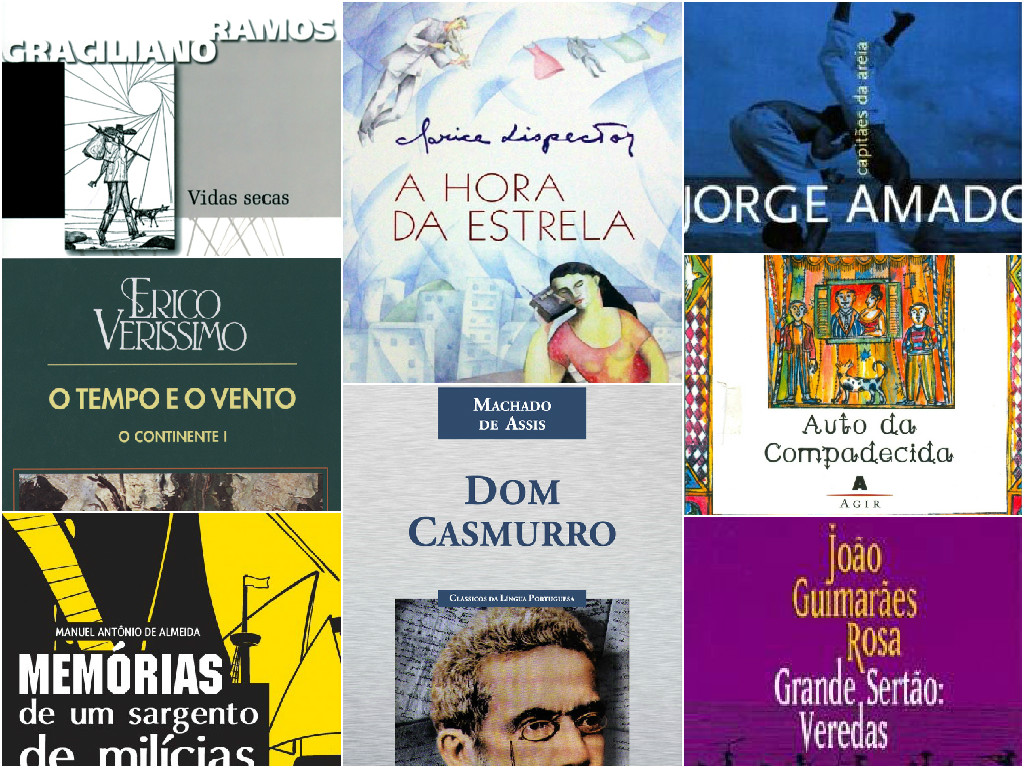 RAMOS
GRACILIANO
Vidas secas
Clarice Lispector
A HORA
DA ESTRELA
capitães da areia
JORGE AMADO
ERICO
VERISSIMO
O TEMPO E O VENTO
O CONTINENTE I
MACHADO
DE ASSIS
DOM
CASMURRO
CLÁSSICOS DA LÍNGUA PORTUGUESA
Auto da
Compadecida
A
AGIR
MANUEL ANTÔNIO DE ALMEIDA
MEMÓRIAS
de um sargento
de milícias
João
Guimarães
Rosa
Grande Sertão:
Veredas